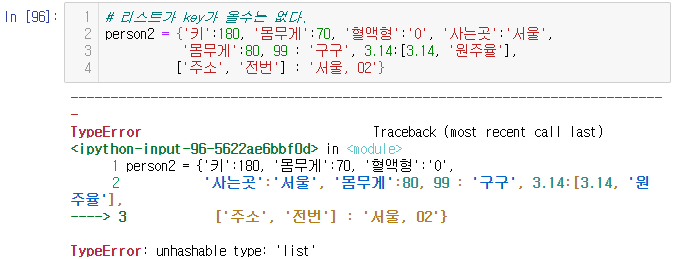 In [96]:
1 # 리스트가 key가 올수는 없다.
2 person2 = {'키':180, '몸무게':70, '혈액형':'O', '사는곳':'서울',
3 '몸무게':80, 99 : '구구', 3.14:[3.14, '원주율'],
4 ['주소', '전번'] : '서울, 02'}
---------------------------------------------------------------------------
TypeError Traceback (most recent call last)
<ipython-input-96-5622ae6bbf0d> in <module>
1 person2 = {'키':180, '몸무게':70, '혈액형':'O',
2 '사는곳':'서울', '몸무게':80, 99 : '구구', 3.14:[3.14, '원
주율'],
----> 3 ['주소', '전번'] : '서울, 02'}
TypeError: unhashable type: 'list'